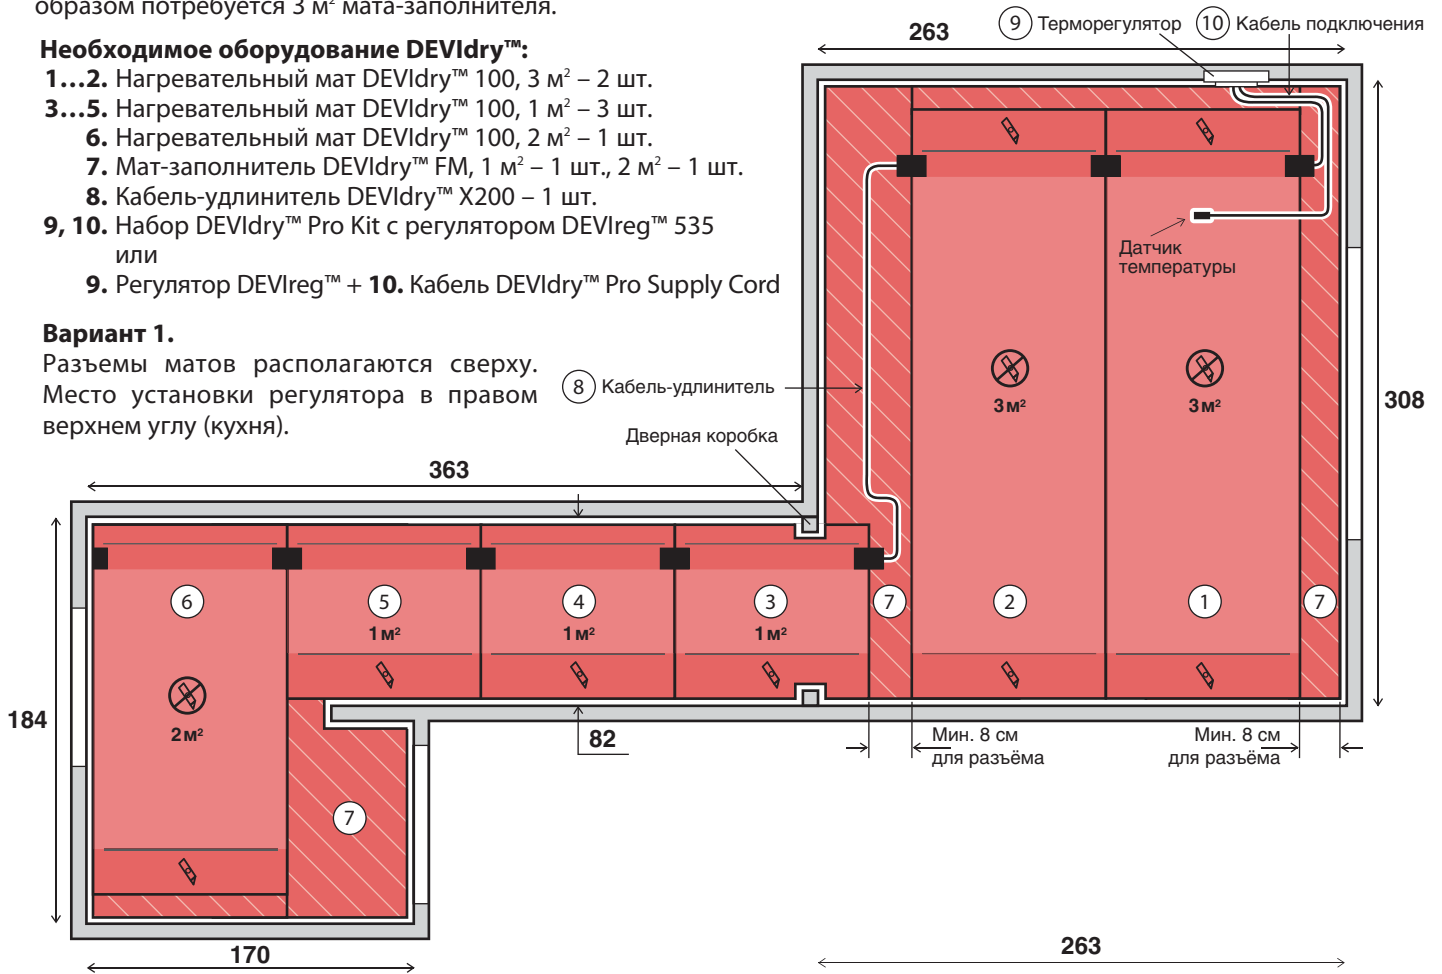 образом потребуется 3 м² мата-заполнителя.
Необходимое оборудование DEVIdry™:
1...2. Нагревательный мат DEVIdry™ 100, 3 м² – 2 шт.
3...5. Нагревательный мат DEVIdry™ 100, 1 м² – 3 шт.
6. Нагревательный мат DEVIdry™ 100, 2 м² – 1 шт.
7. Мат-заполнитель DEVIdry™ FM, 1 м² – 1 шт., 2 м² – 1 шт.
8. Кабель-удлинитель DEVIdry™ X200 – 1 шт.
9, 10. Набор DEVIdry™ Pro Kit с регулятором DEVIreg™ 535
или
9. Регулятор DEVIreg™ + 10. Кабель DEVIdry™ Pro Supply Cord
Вариант 1.
Разъемы матов располагаются сверху.
Место установки регулятора в правом
верхнем углу (кухня).
263
9 Терморегулятор
10 Кабель подключения
Датчик
температуры
8 Кабель-удлинитель
3 м²
3 м²
308
Дверная коробка
363
6
5
4
3
7
2
1
7
1 м²
1 м²
1 м²
184
2 м²
82
Мин. 8 см
для разъёма
Мин. 8 см
для разъёма
7
170
263